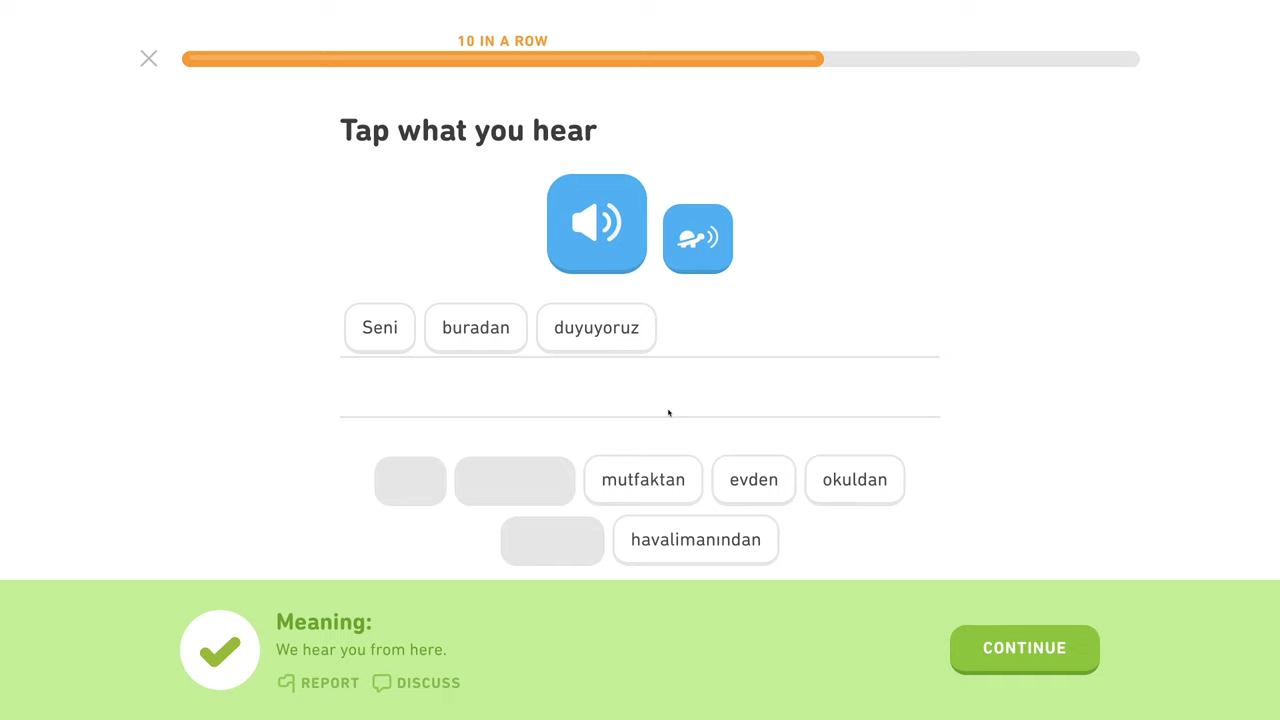 10 IN A ROW
Tap what you hear
Seni buradan duyuyoruz
mutfaktan evden okuldan
havalimanından
Meaning:
We hear you from here.
REPORT DISCUSS
CONTINUE